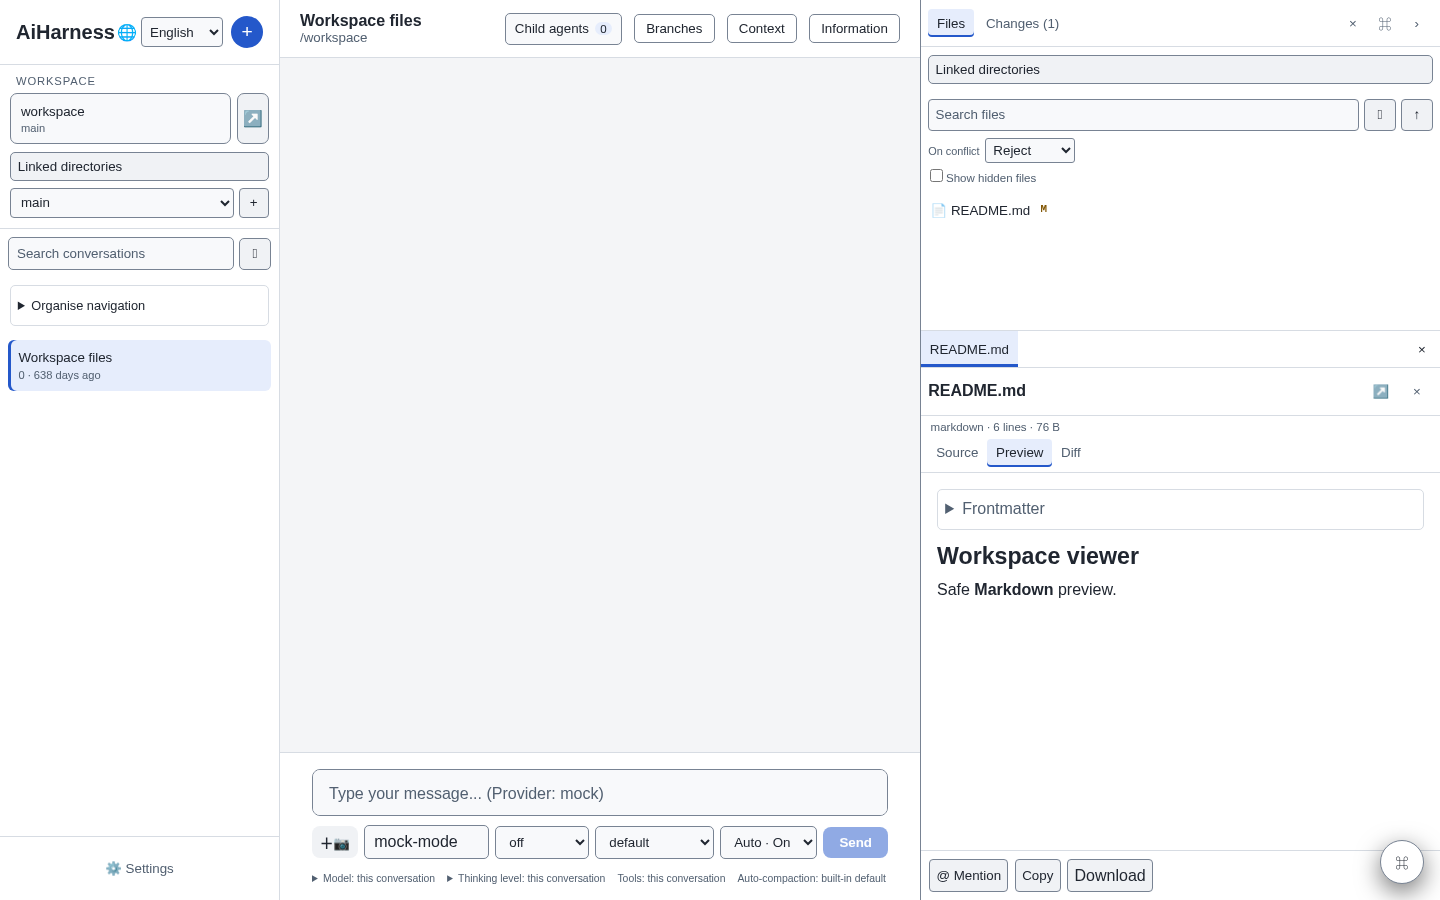 AiHarness
English
+
WORKSPACE
workspace
main
Linked directories
main
+
Search conversations
Organise navigation
Workspace files
0 · 638 days ago
Settings
Workspace files
/workspace
Child agents 0
Branches
Context
Information
Type your message... (Provider: mock)
mock-mode
off
default
Auto · On
Send
Model: this conversation
Thinking level: this conversation
Tools: this conversation
Auto-compaction: built-in default
Files
Changes (1)
× ⌘ ›
Linked directories
Search files
↑
On conflict
Reject
Show hidden files
README.md M
README.md
×
README.md
×
markdown · 6 lines · 76 B
Source
Preview
Diff
Frontmatter
Workspace viewer
Safe Markdown preview.
@ Mention
Copy
Download
⌘